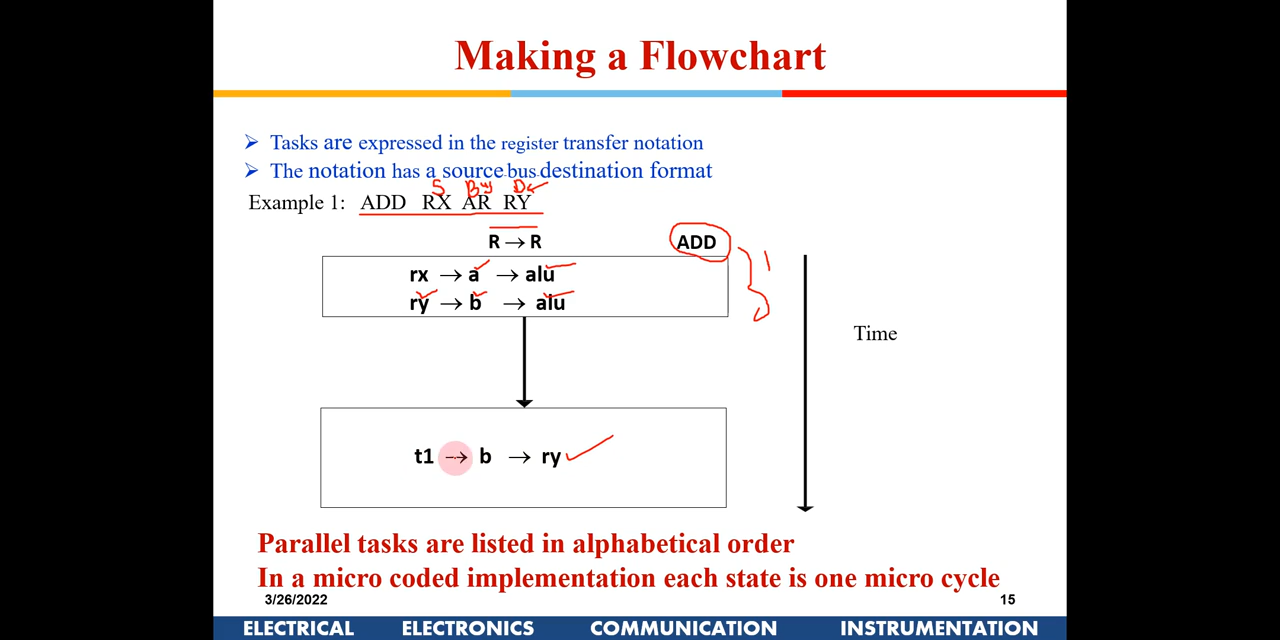 Making a Flowchart
➢ Tasks are expressed in the register transfer notation
➢ The notation has a source bus destination format
S
Example 1: ADD RX AR RY
R → R ADD
rx → a → alu
ry → b → alu
Time
t1 → b → ry
Parallel tasks are listed in alphabetical order
In a micro coded implementation each state is one micro cycle
3/26/2022 15
ELECTRICAL ELECTRONICS COMMUNICATION INSTRUMENTATION